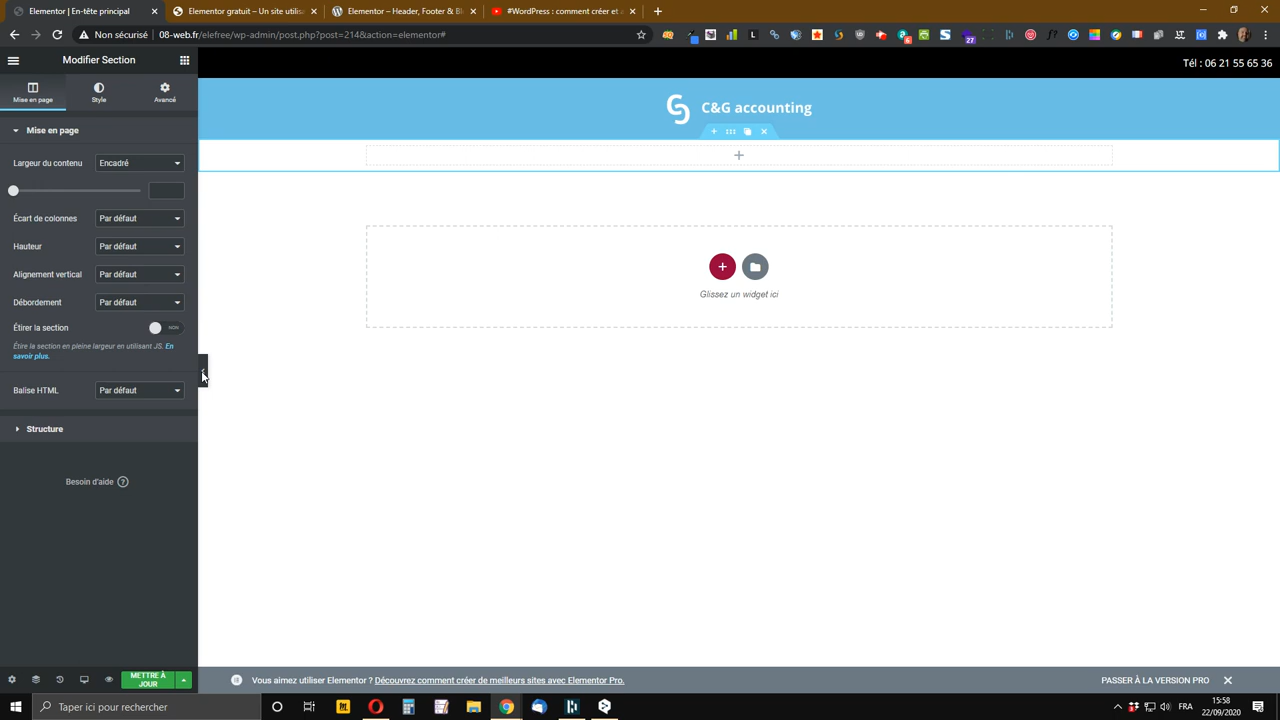 Elementor | En-tête principal
Elementor gratuit – Un site utilis
Elementor – Header, Footer & Bl
#WordPress : comment créer et a
Non sécurisé
08-web.fr/elefree/wp-admin/post.php?post=214&action=elementor#
Modifier Section
Tél : 06 21 55 65 36
Mise en page
Style
Avancé
C&G accounting
Mise en page
Largeur du contenu
Encadré
Écart de colonnes
Par défaut
Hauteur
Par défaut
Alignement vertical
Par défaut
Débordement
Par défaut
Glissez un widget ici
Étirer la section
NON
Étire la section en pleine largeur en utilisant JS. En
savoir plus.
Balise HTML
Par défaut
Structure
Besoin d'aide
METTRE À
JOUR
Vous aimez utiliser Elementor ? Découvrez comment créer de meilleurs sites avec Elementor Pro.
PASSER À LA VERSION PRO
Taper ici pour rechercher
FRA
15:58
22/09/2020